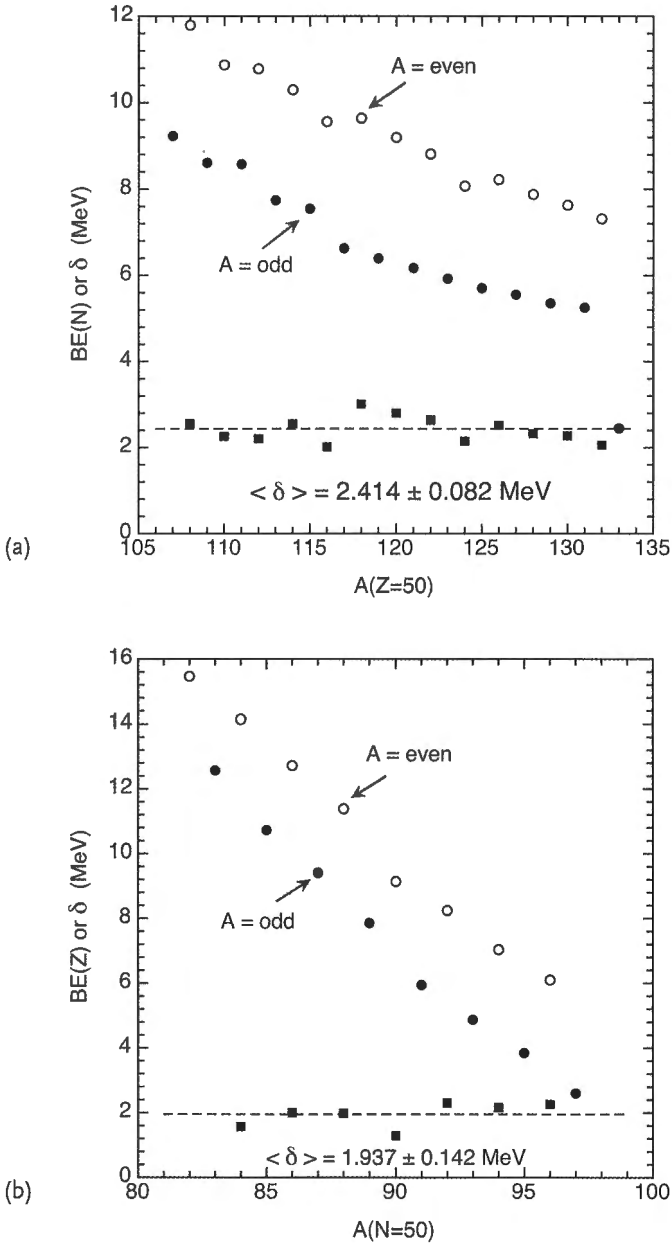 12
10
8
6
4
2
0
BE(N) or δ (MeV)
A = even
A = odd
< δ > = 2.414 ± 0.082 MeV
105 110 115 120 125 130 135
(a)
A(Z=50)
16
14
12
10
8
6
4
2
0
BE(Z) or δ (MeV)
A = even
A = odd
< δ > = 1.937 ± 0.142 MeV
80 85 90 95 100
(b)
A(N=50)